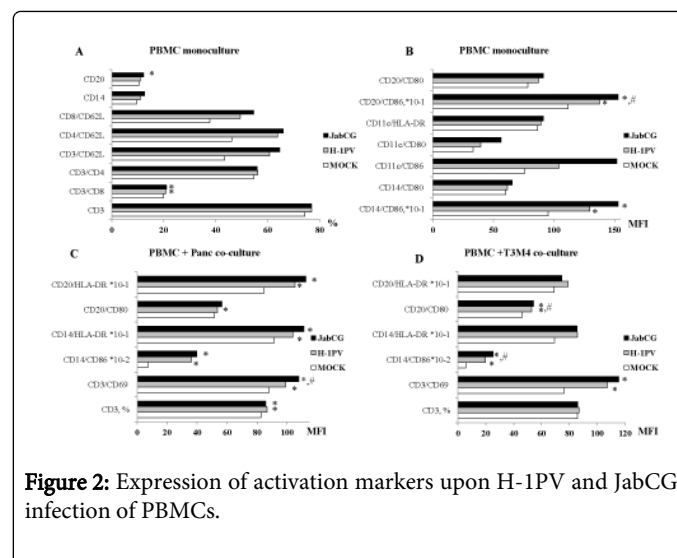 A PBMC monoculture
CD20
CD14
CD8/CD62L
CD4/CD62L
CD3/CD62L
CD3/CD4
CD3/CD8
CD3
*
*
*
■JabCG
■H-1PV
□MOCK
0 20 40 60 80 %
B PBMC monoculture
CD20/CD80
CD20/CD86,*10-1
CD11c/HLA-DR
CD11c/CD80
CD11c/CD86
CD14/CD80
CD14/CD86,*10-1
*
* ,#
*
*
■JabCG
■H-1PV
□MOCK
0 50 100 150 MFI
C PBMC + Panc co-culture
CD20/HLA-DR *10-1
CD20/CD80
CD14/HLA-DR *10-1
CD14/CD86 *10-2
CD3/CD69
CD3, %
*
*
*
*
*
*
*
* ,#
*
*
*
■JabCG
■H-1PV
□MOCK
0 20 40 60 80 100 MFI
D PBMC +T3M4 co-culture
CD20/HLA-DR *10-1
CD20/CD80
CD14/HLA-DR *10-1
CD14/CD86*10-2
CD3/CD69
CD3, %
*
* ,#
* ,#
*
*
*
■JabCG
■H-1PV
□MOCK
0 20 40 60 80 100 120
MFI
Figure 2: Expression of activation markers upon H-1PV and JabCG
infection of PBMCs.